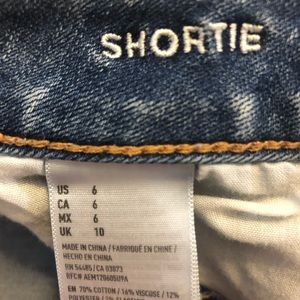 SHORTIE
US 6
CA 6
MX 6
UK 10
MADE IN CHINA / FABRIQUÉ EN CHINE /
HECHO EN CHINA
RN 54485/ CA 03073
EN 70% COTTON / 16% VISCOSE / 12%